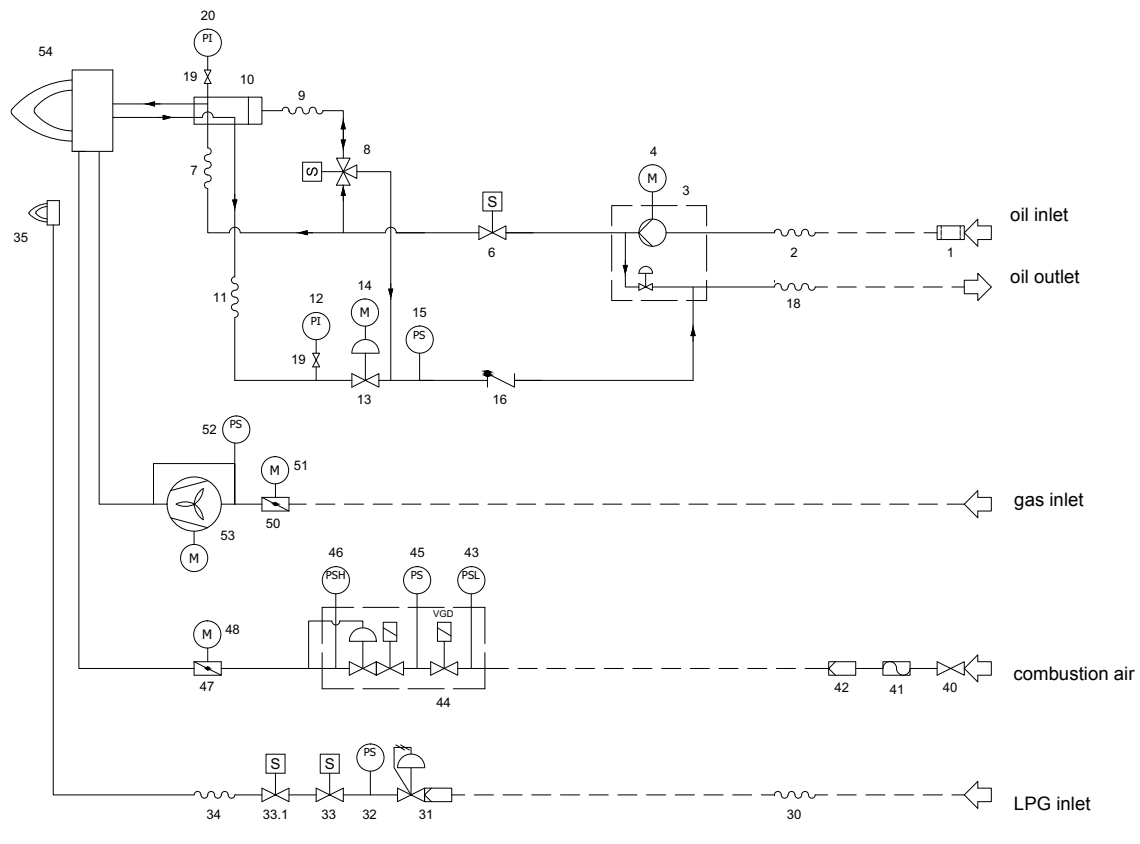 20
PI
54
19
10
9
7
8
S
4
M
3
S
6
2
1
oil inlet
35
11
12
PI
19
14
M
13
15
PS
16
18
oil outlet
52
PS
M
51
50
53
M
gas inlet
46
PSH
45
PS
43
PSL
VGD
M
48
47
44
42
41
40
combustion air
S
S
PS
34
33.1
33
32
31
30
LPG inlet